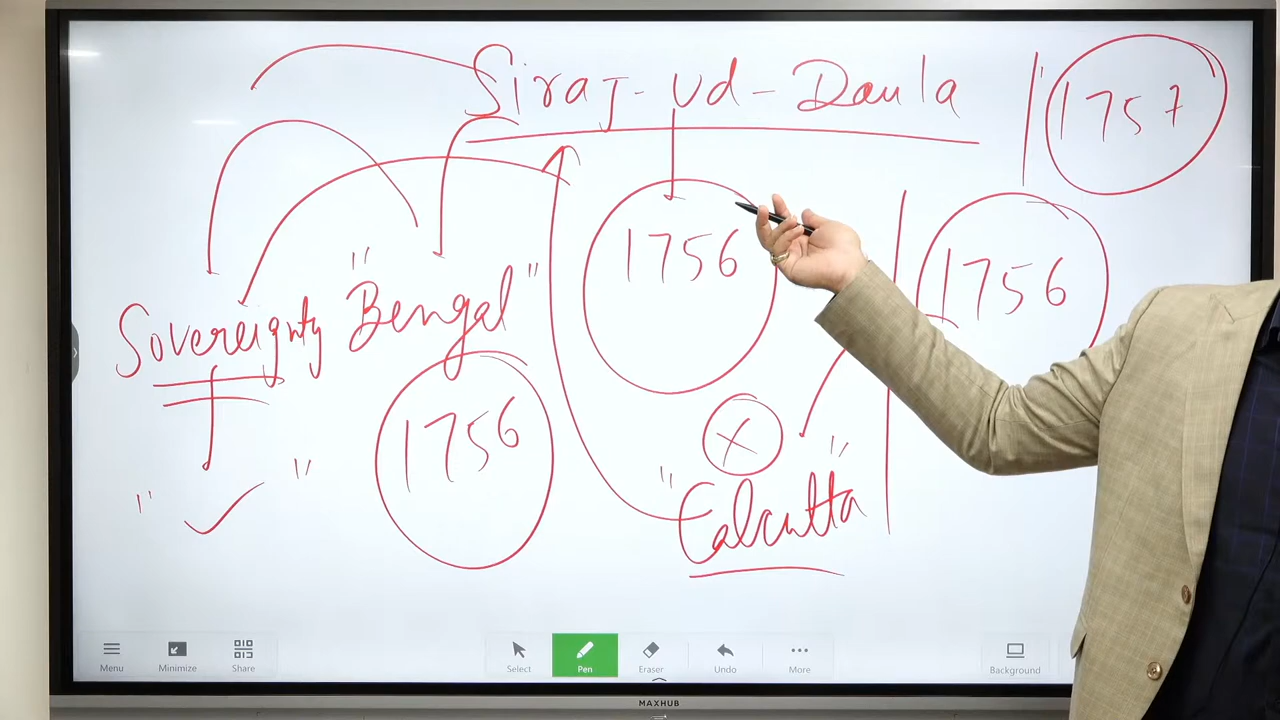 Siraj-ud-Daula 1757
1756 1756
Sovereignty "Bengal"
1756
"Calcutta"
Menu Minimize Share Select Pen Eraser Undo More Background
MAXHUB